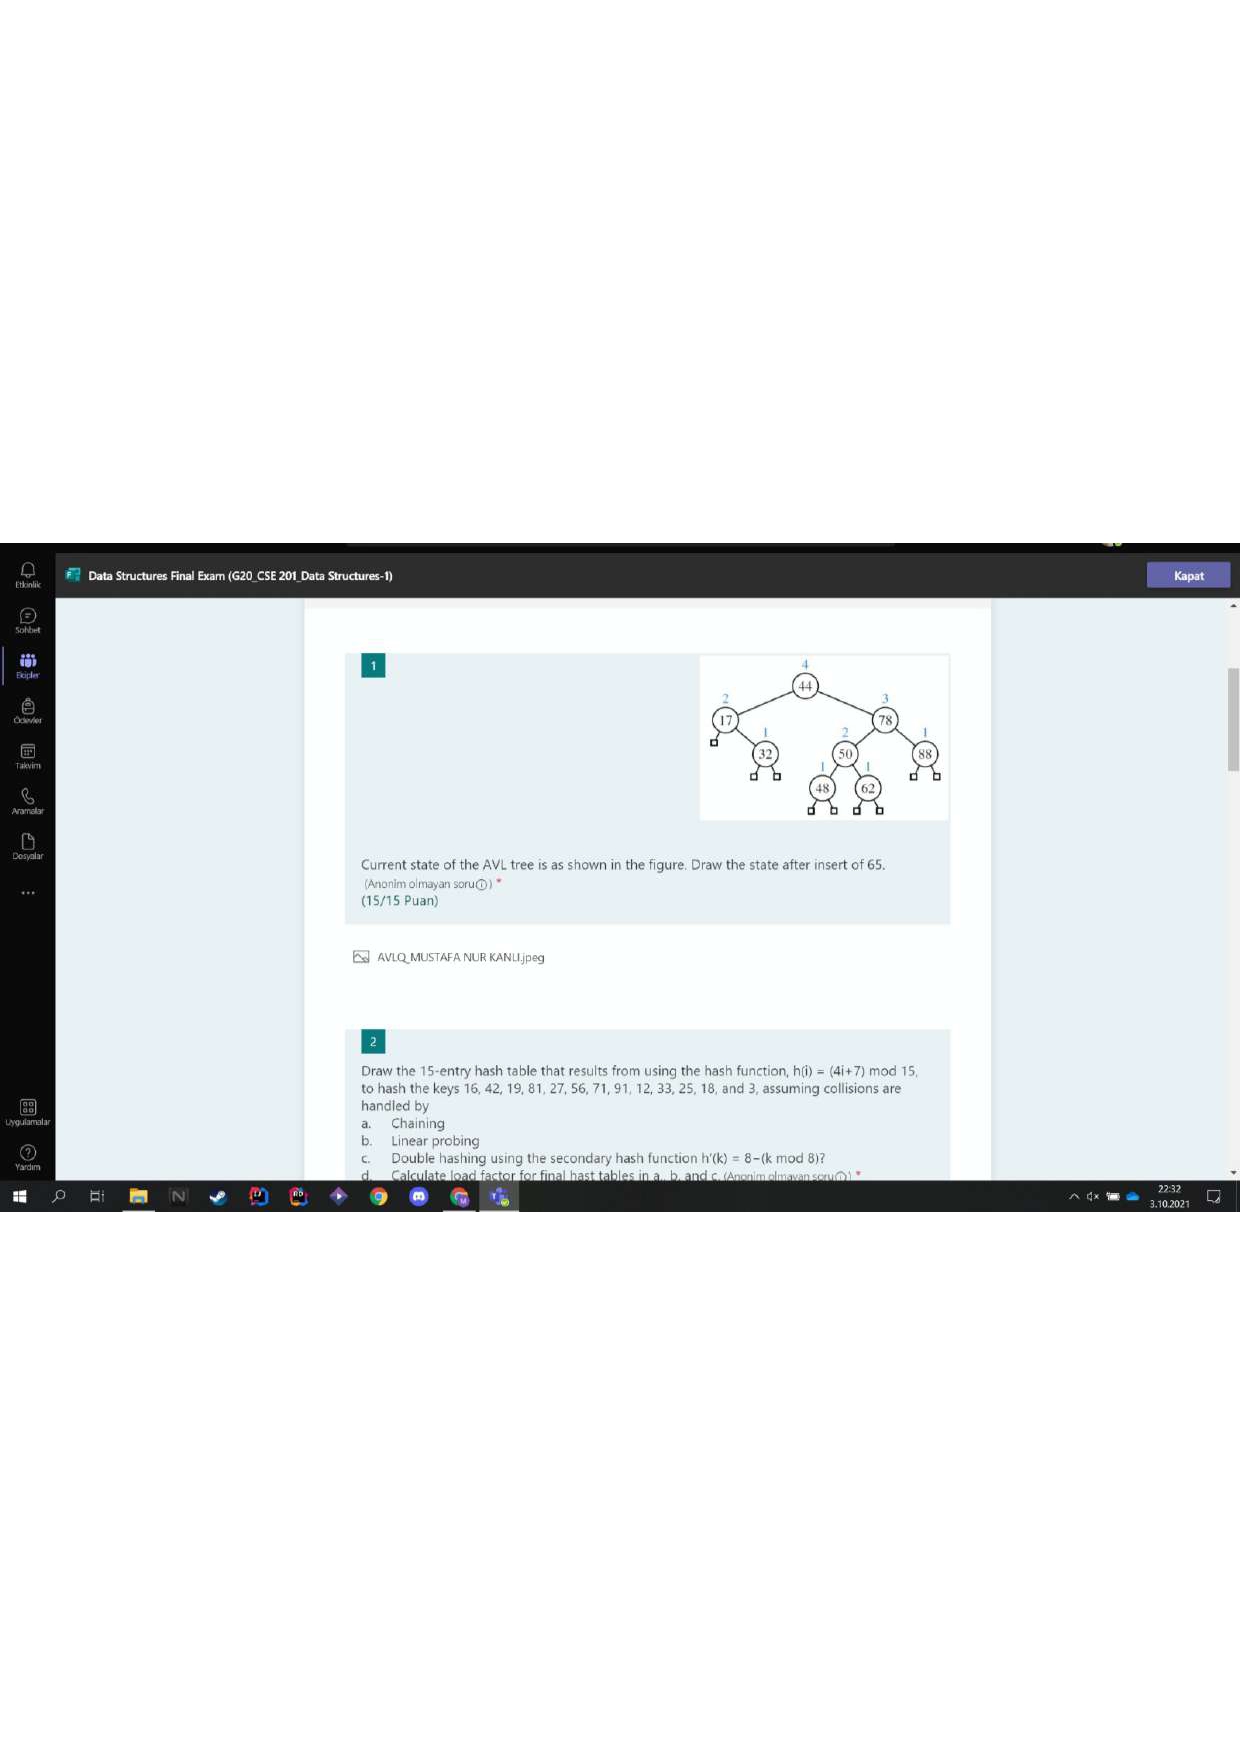 Data Structures Final Exam (G20_CSE 201_Data Structures-1)
Kapat
Etkinlik
Sohbet
Ekipler
Ödevler
Takvim
Aramalar
Dosyalar
Uygulamalar
Yardım
1
4
44
2
3
17
78
1
2
1
32
50
88
1
1
48
62
Current state of the AVL tree is as shown in the figure. Draw the state after insert of 65.
(Anonim olmayan soru) *
(15/15 Puan)
AVLQ_MUSTAFA NUR KANLI.jpeg
2
Draw the 15-entry hash table that results from using the hash function, h(i) = (4i+7) mod 15,
to hash the keys 16, 42, 19, 81, 27, 56, 71, 91, 12, 33, 25, 18, and 3, assuming collisions are
handled by
a. Chaining
b. Linear probing
c. Double hashing using the secondary hash function h'(k) = 8-(k mod 8)?
d. Calculate load factor for final hast tables in a., b. and c. (Anonim olmayan soru) *
22:32
3.10.2021